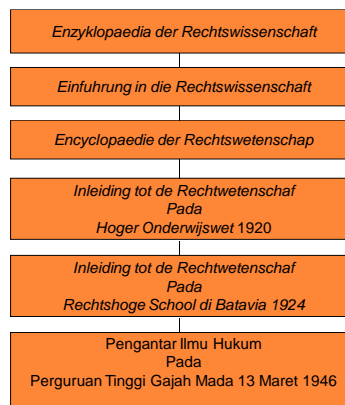 Enzyklopaedia der Rechtswissenschaft
Einfuhrung in die Rechtswissenschaft
Encyclopaedie der Rechtswetenschap
Inleiding tot de Rechtwetenschaf
Pada
Hoger Onderwijswet 1920
Inleiding tot de Rechtwetenschaf
Pada
Rechtshoge School di Batavia 1924
Pengantar Ilmu Hukum
Pada
Perguruan Tinggi Gajah Mada 13 Maret 1946